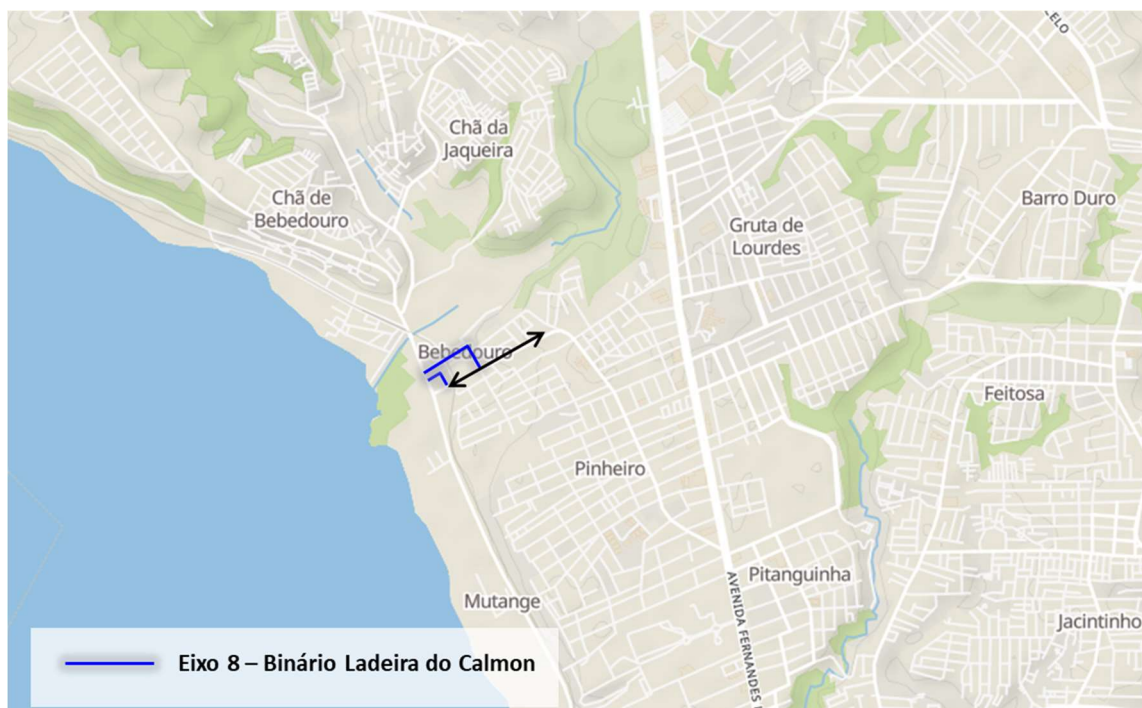 CELO
Chã da
Jaqueira
Chã de
Bebedouro
Gruta de
Lourdes
Barro Duro
Bebedouro
Feitosa
Pinheiro
Pitanguinha
Mutange
Jacintinho
AVENIDA FERNANDES
Eixo 8 – Binário Ladeira do Calmon